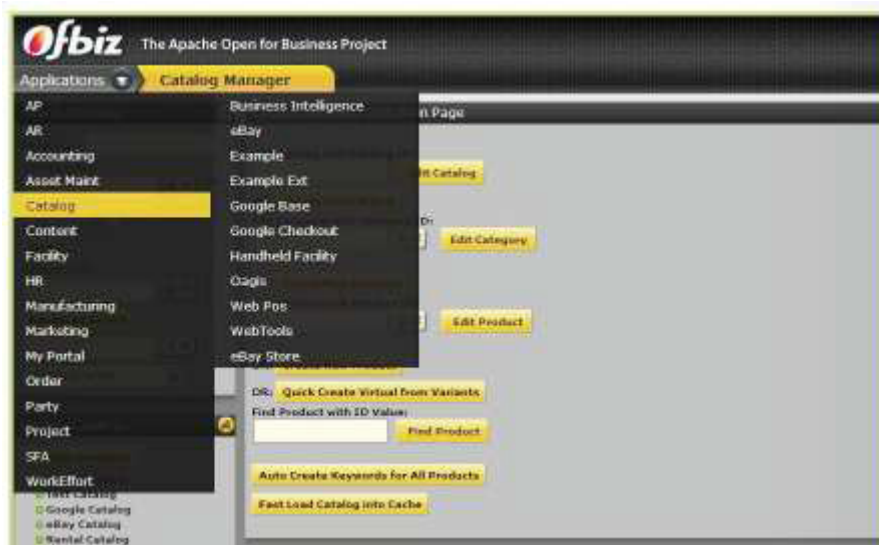 Ofbiz The Apache Open for Business Project
Applications Catalog Manager
AP
AR
Accounting
Asset Maint
Catalog
Content
Facility
HR
Manufacturing
Marketing
My Portal
Order
Party
Project
SFA
WorkEffort
Business Intelligence
eBay
Example
Example Ext
Google Base
Google Checkout
Handheld Facility
Oagis
Web Pos
WebTools
eBay Store
Page
Catalog
Edit Category
Edit Product
OR: Quick Create Virtual from Variants
Find Product with ID Value:
Find Product
Auto Create Keywords for All Products
Fast Load Catalog into Cache
Test Catalog
Google Catalog
eBay Catalog
Rental Catalog